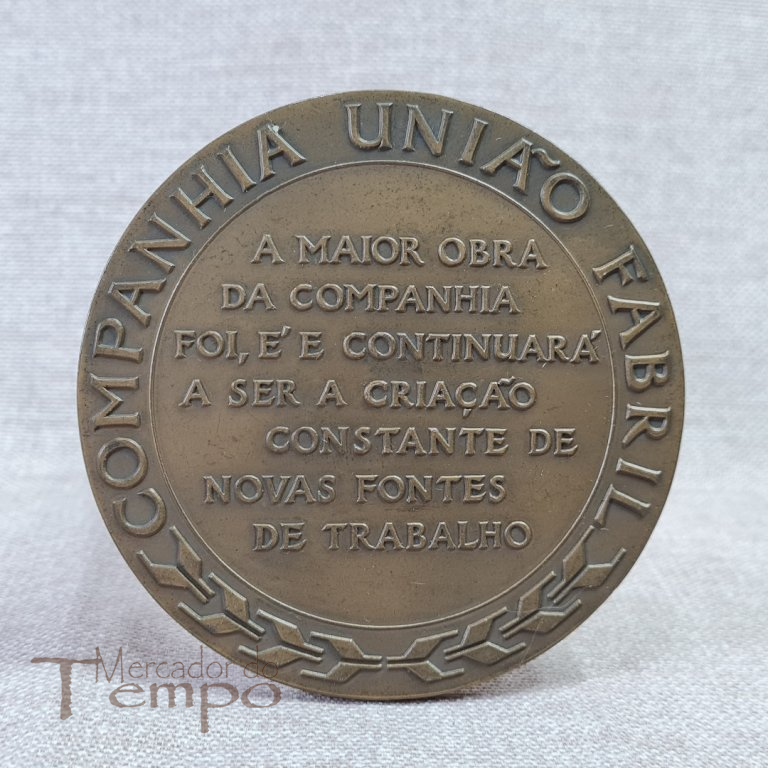 COMPANHIA UNIÃO FABRIL
A MAIOR OBRA
DA COMPANHIA
FOI, É E CONTINUARÁ
A SER A CRIAÇÃO
CONSTANTE DE
NOVAS FONTES
DE TRABALHO
Mercador do
Tempo